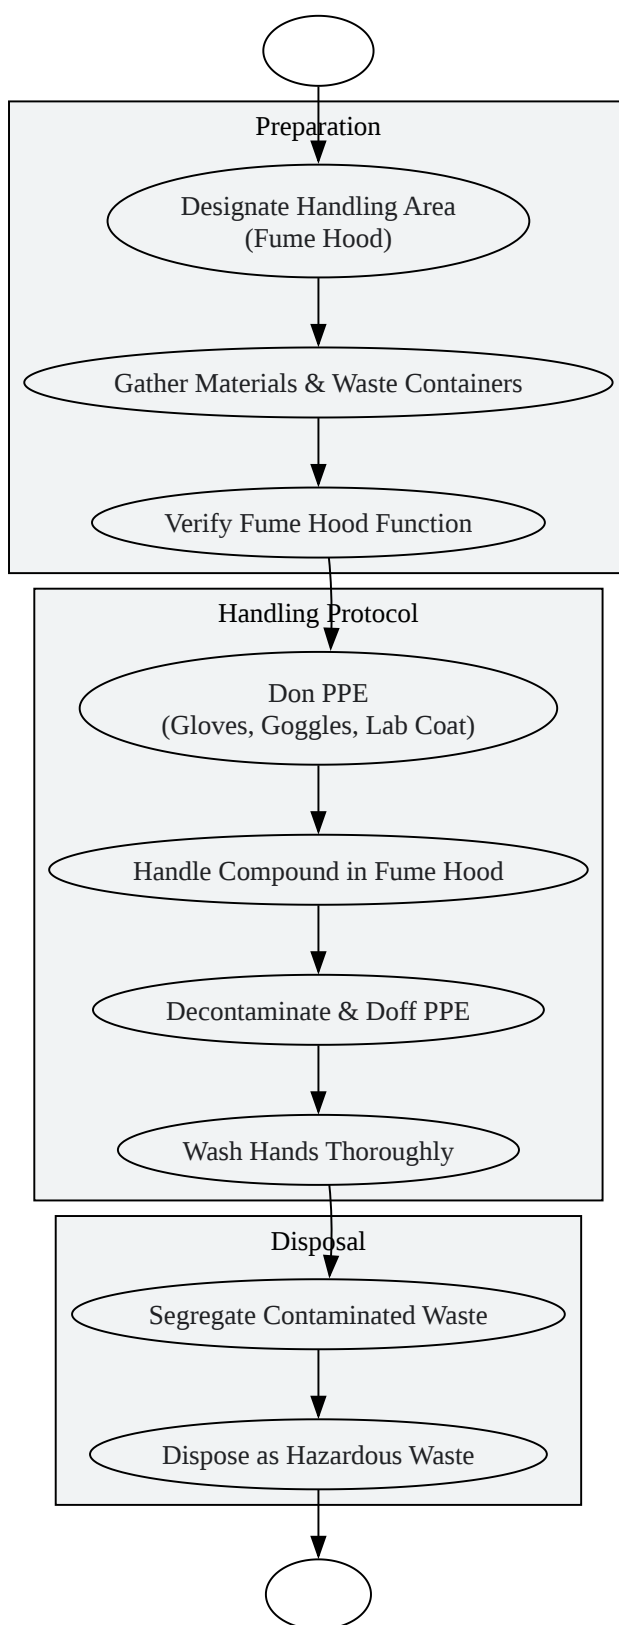 Preparation
Designate Handling Area
(Fume Hood)
Gather Materials & Waste Containers
Verify Fume Hood Function
Handling Protocol
Don PPE
(Gloves, Goggles, Lab Coat)
Handle Compound in Fume Hood
Decontaminate & Doff PPE
Wash Hands Thoroughly
Disposal
Segregate Contaminated Waste
Dispose as Hazardous Waste